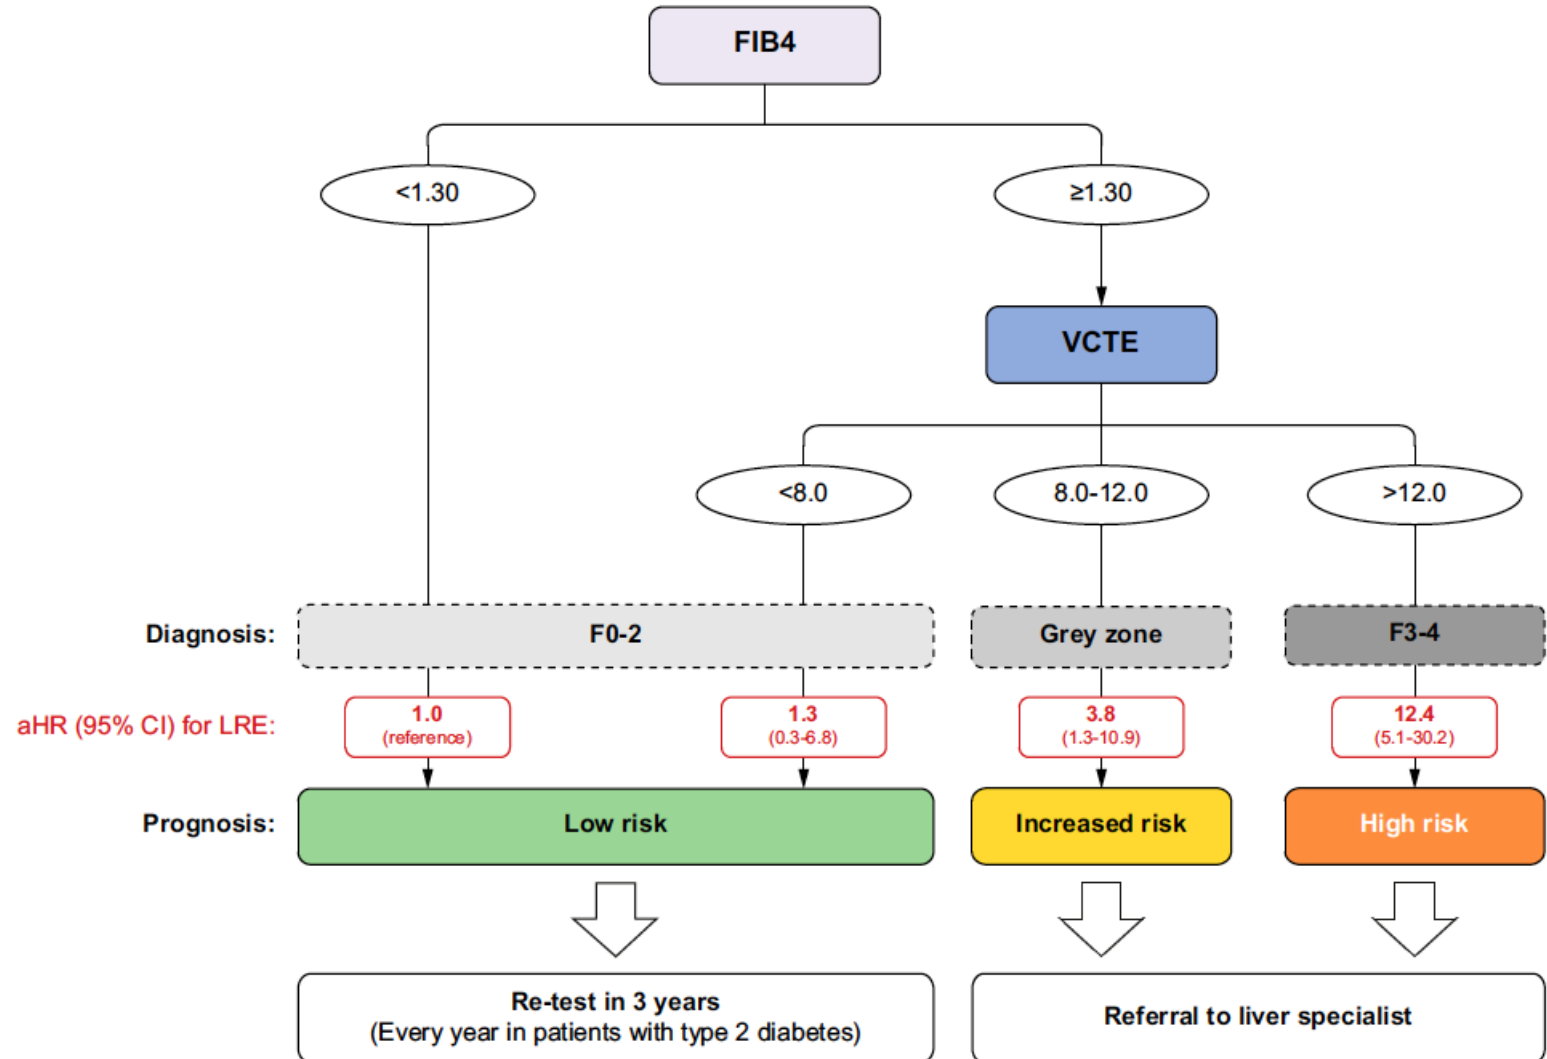 FIB4
<1.30
≥1.30
VCTE
<8.0
8.0-12.0
>12.0
Diagnosis:
F0-2
Grey zone
F3-4
aHR (95% CI) for LRE:
1.0
(reference)
1.3
(0.3-6.8)
3.8
(1.3-10.9)
12.4
(5.1-30.2)
Prognosis:
Low risk
Increased risk
High risk
Re-test in 3 years
(Every year in patients with type 2 diabetes)
Referral to liver specialist